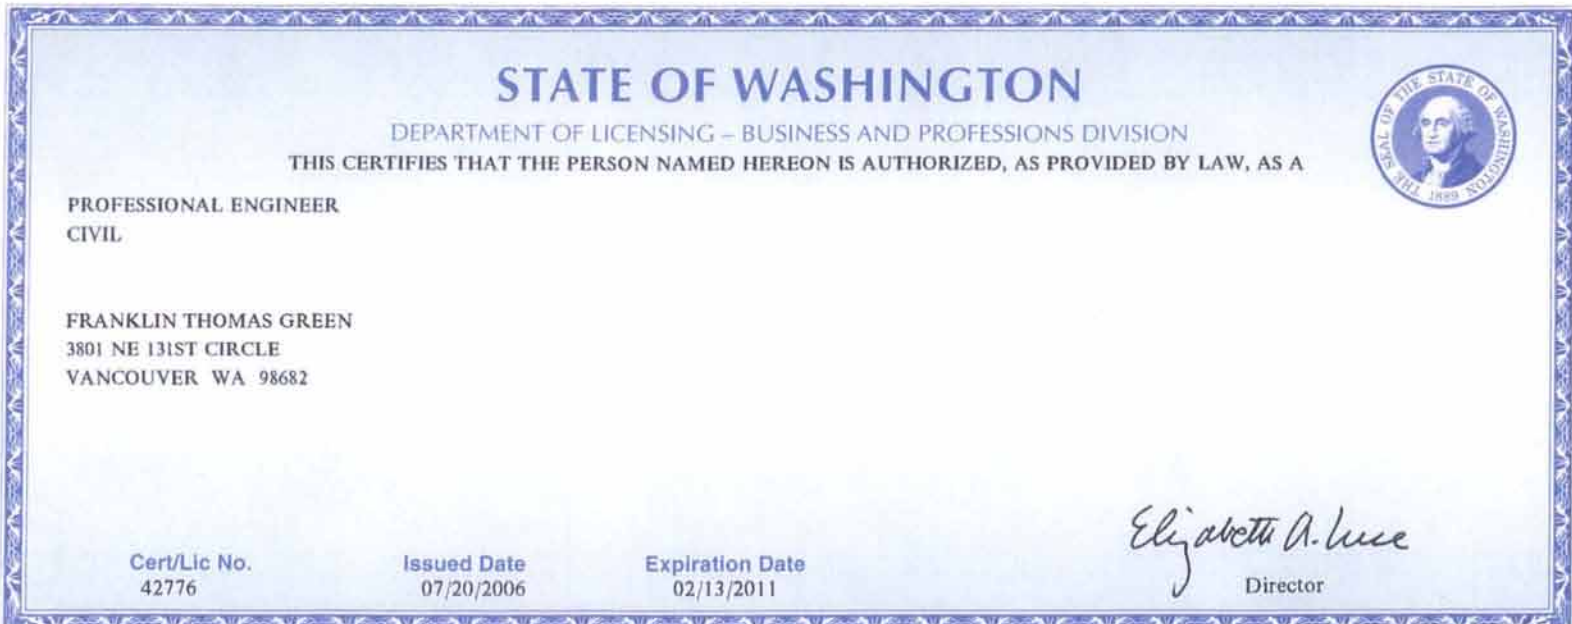 STATE OF WASHINGTON
DEPARTMENT OF LICENSING – BUSINESS AND PROFESSIONS DIVISION
THIS CERTIFIES THAT THE PERSON NAMED HEREON IS AUTHORIZED, AS PROVIDED BY LAW, AS A
THE SEAL OF THE STATE OF WASHINGTON
1889
PROFESSIONAL ENGINEER
CIVIL
FRANKLIN THOMAS GREEN
3801 NE 131ST CIRCLE
VANCOUVER WA 98682
Cert/Lic No.
42776
Issued Date
07/20/2006
Expiration Date
02/13/2011
Elizabeth A. Luce
Director